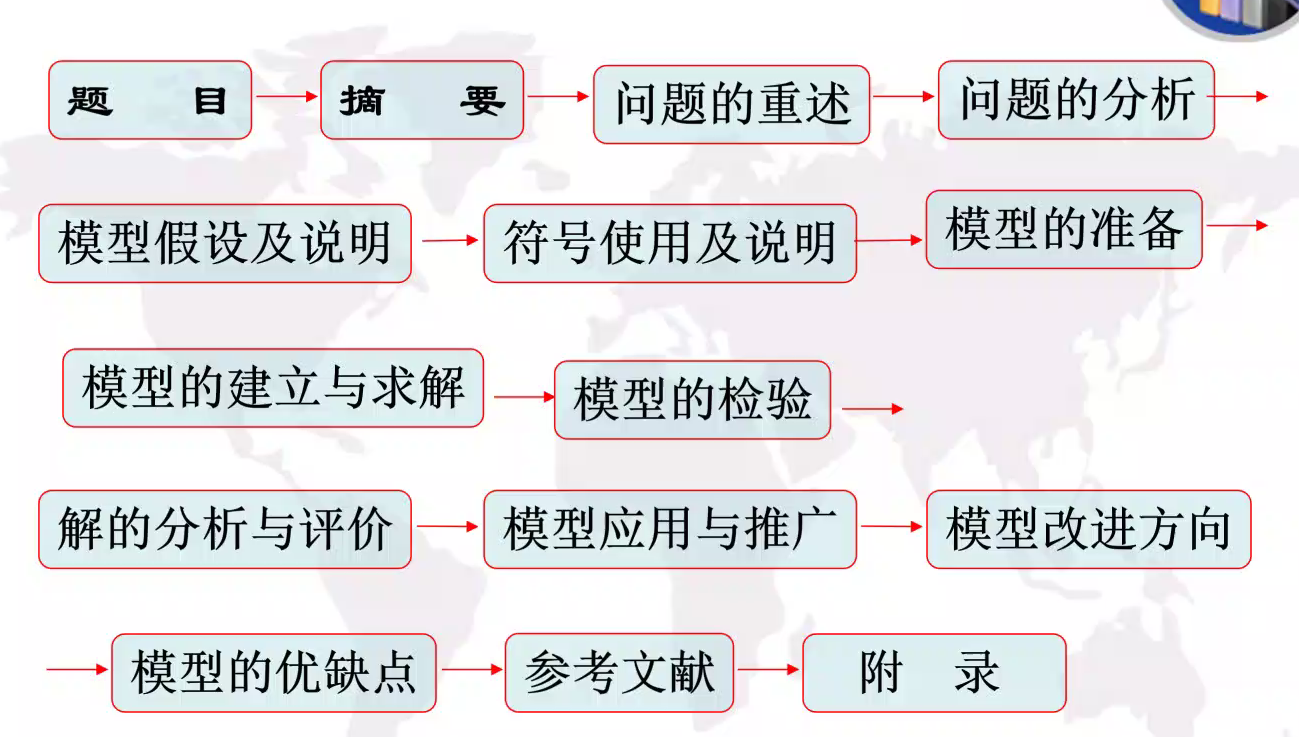 题 目
摘 要
问题的重述
问题的分析
模型假设及说明
符号使用及说明
模型的准备
模型的建立与求解
模型的检验
解的分析与评价
模型应用与推广
模型改进方向
模型的优缺点
参考文献
附 录